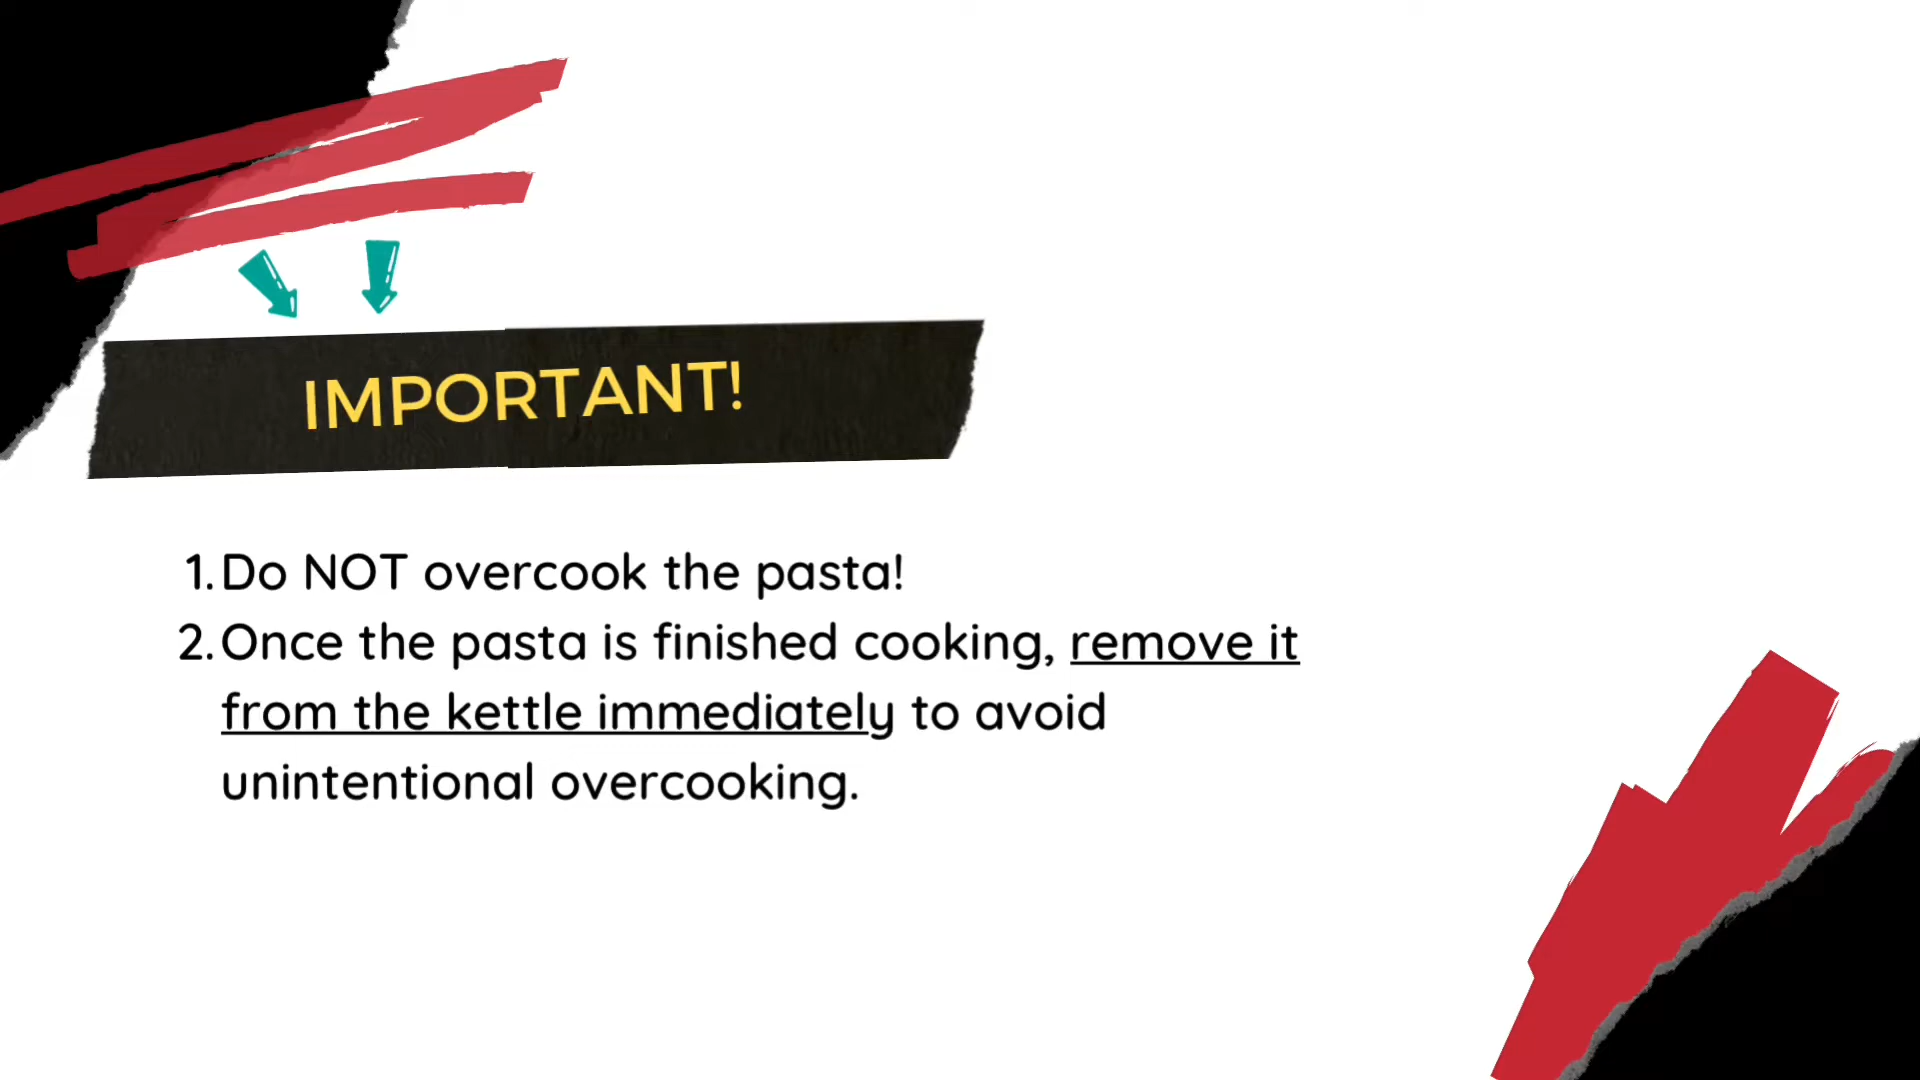 IMPORTANT!
1. Do NOT overcook the pasta!
2. Once the pasta is finished cooking, remove it
from the kettle immediately to avoid
unintentional overcooking.